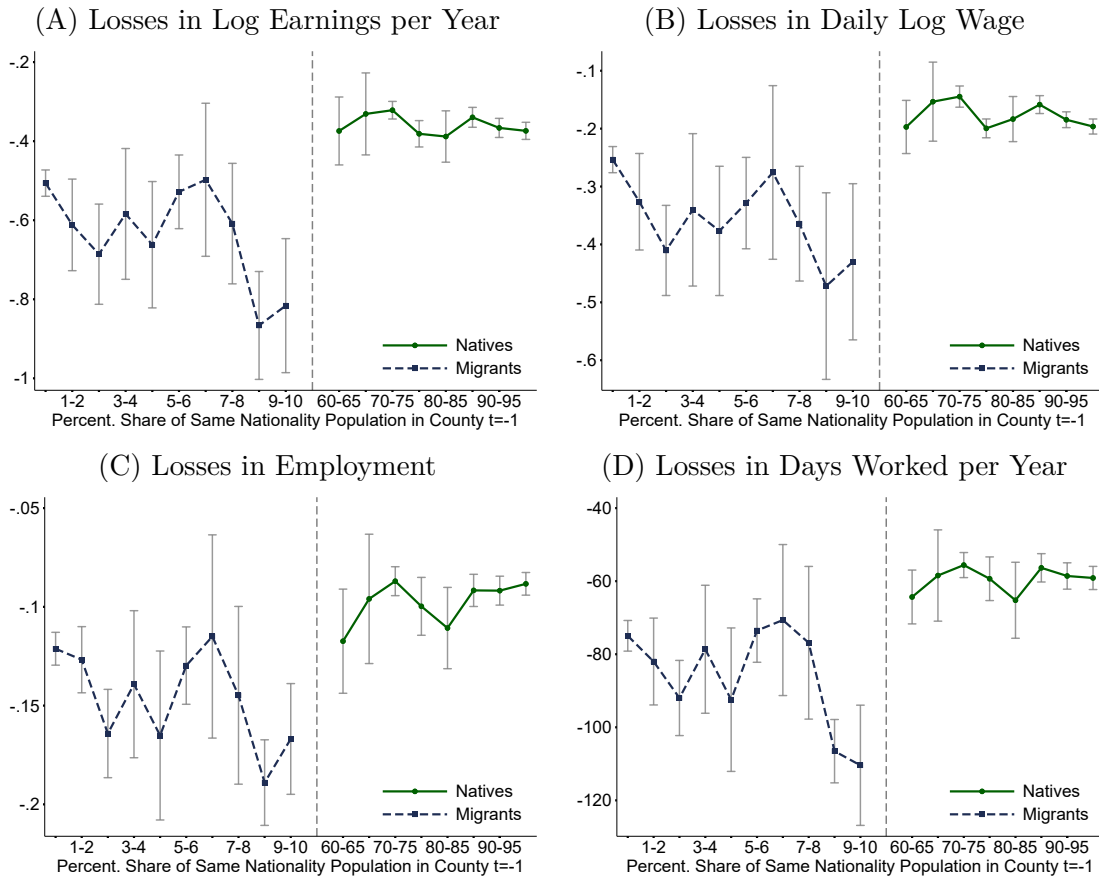 (A) Losses in Log Earnings per Year
-.2
-.4
-.6
-.8
-1
Natives
Migrants
1-2 3-4 5-6 7-8 9-10 60-65 70-75 80-85 90-95
Percent. Share of Same Nationality Population in County t=-1
(B) Losses in Daily Log Wage
-.1
-.2
-.3
-.4
-.5
-.6
Natives
Migrants
1-2 3-4 5-6 7-8 9-10 60-65 70-75 80-85 90-95
Percent. Share of Same Nationality Population in County t=-1
(C) Losses in Employment
-.05
-.1
-.15
-.2
Natives
Migrants
1-2 3-4 5-6 7-8 9-10 60-65 70-75 80-85 90-95
Percent. Share of Same Nationality Population in County t=-1
(D) Losses in Days Worked per Year
-40
-60
-80
-100
-120
Natives
Migrants
1-2 3-4 5-6 7-8 9-10 60-65 70-75 80-85 90-95
Percent. Share of Same Nationality Population in County t=-1